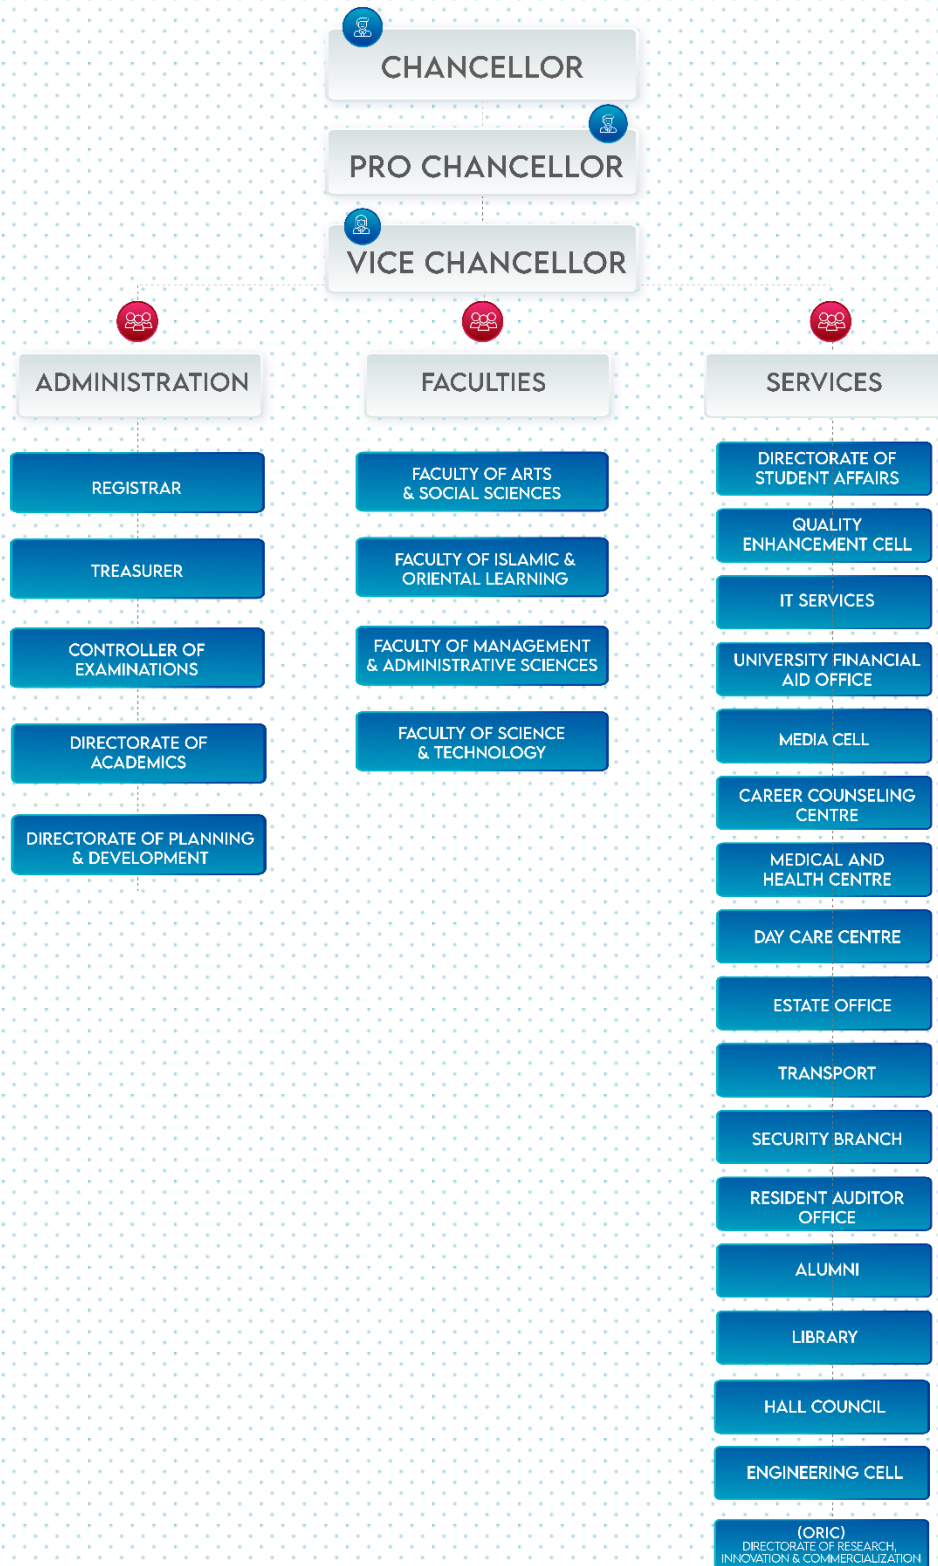 CHANCELLOR
PRO CHANCELLOR
VICE CHANCELLOR
ADMINISTRATION
REGISTRAR
TREASURER
CONTROLLER OF
EXAMINATIONS
DIRECTORATE OF
ACADEMICS
DIRECTORATE OF PLANNING
& DEVELOPMENT
FACULTIES
FACULTY OF ARTS
& SOCIAL SCIENCES
FACULTY OF ISLAMIC &
ORIENTAL LEARNING
FACULTY OF MANAGEMENT
& ADMINISTRATIVE SCIENCES
FACULTY OF SCIENCE
& TECHNOLOGY
SERVICES
DIRECTORATE OF
STUDENT AFFAIRS
QUALITY
ENHANCEMENT CELL
IT SERVICES
UNIVERSITY FINANCIAL
AID OFFICE
MEDIA CELL
CAREER COUNSELING
CENTRE
MEDICAL AND
HEALTH CENTRE
DAY CARE CENTRE
ESTATE OFFICE
TRANSPORT
SECURITY BRANCH
RESIDENT AUDITOR
OFFICE
ALUMNI
LIBRARY
HALL COUNCIL
ENGINEERING CELL
(ORIC)
DIRECTORATE OF RESEARCH,
INNOVATION & COMMERCIALIZATION